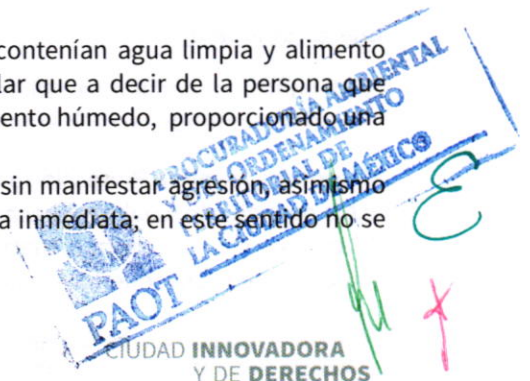 contenían agua limpia y alimento
lar que a decir de la persona que
ento húmedo, proporcionado una
sin manifestar agresión, asimismo
a inmediata; en este sentido no se
PROCURADURÍA AMBIENTAL
Y DEL ORDENAMIENTO
TERRITORIAL DE
LA CIUDAD DE MÉXICO
PAOT
CIUDAD INNOVADORA
Y DE DERECHOS